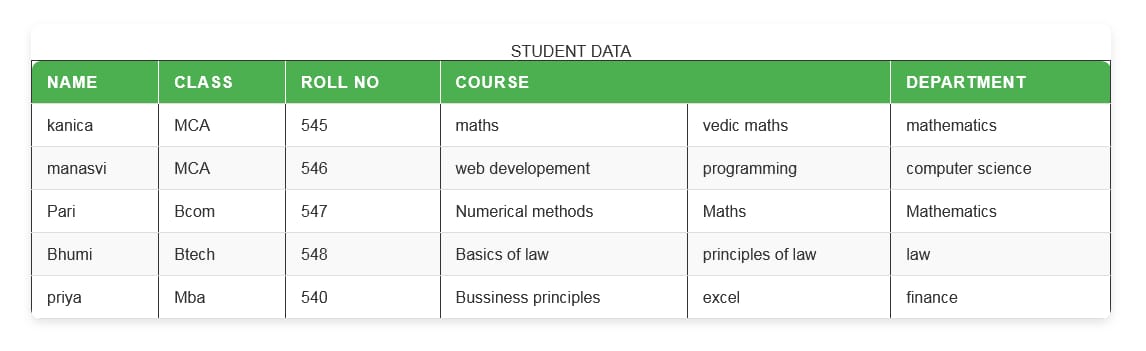 STUDENT DATA
NAME CLASS ROLL NO COURSE DEPARTMENT
kanica MCA 545 maths vedic maths mathematics
manasvi MCA 546 web developement programming computer science
Pari Bcom 547 Numerical methods Maths Mathematics
Bhumi Btech 548 Basics of law principles of law law
priya Mba 540 Bussiness principles excel finance